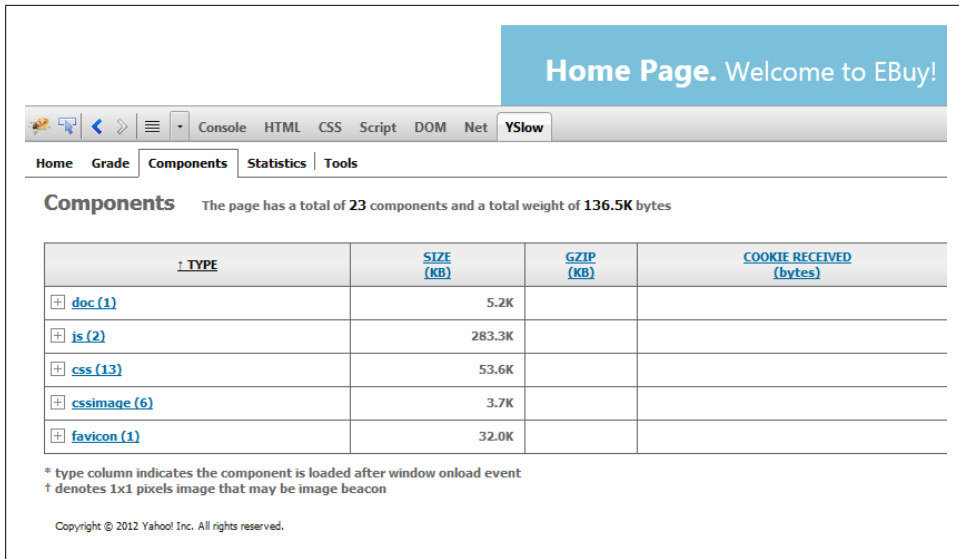 Home Page. Welcome to EBuy!
Console HTML CSS Script DOM Net YSlow
Home Grade Components Statistics Tools
Components The page has a total of 23 components and a total weight of 136.5K bytes
↑ TYPE SIZE (KB) GZIP (KB) COOKIE RECEIVED (bytes)
doc (1) 5.2K
js (2) 283.3K
css (13) 53.6K
cssimage (6) 3.7K
favicon (1) 32.0K
* type column indicates the component is loaded after window onload event
† denotes 1x1 pixels image that may be image beacon
Copyright © 2012 Yahoo! Inc. All rights reserved.